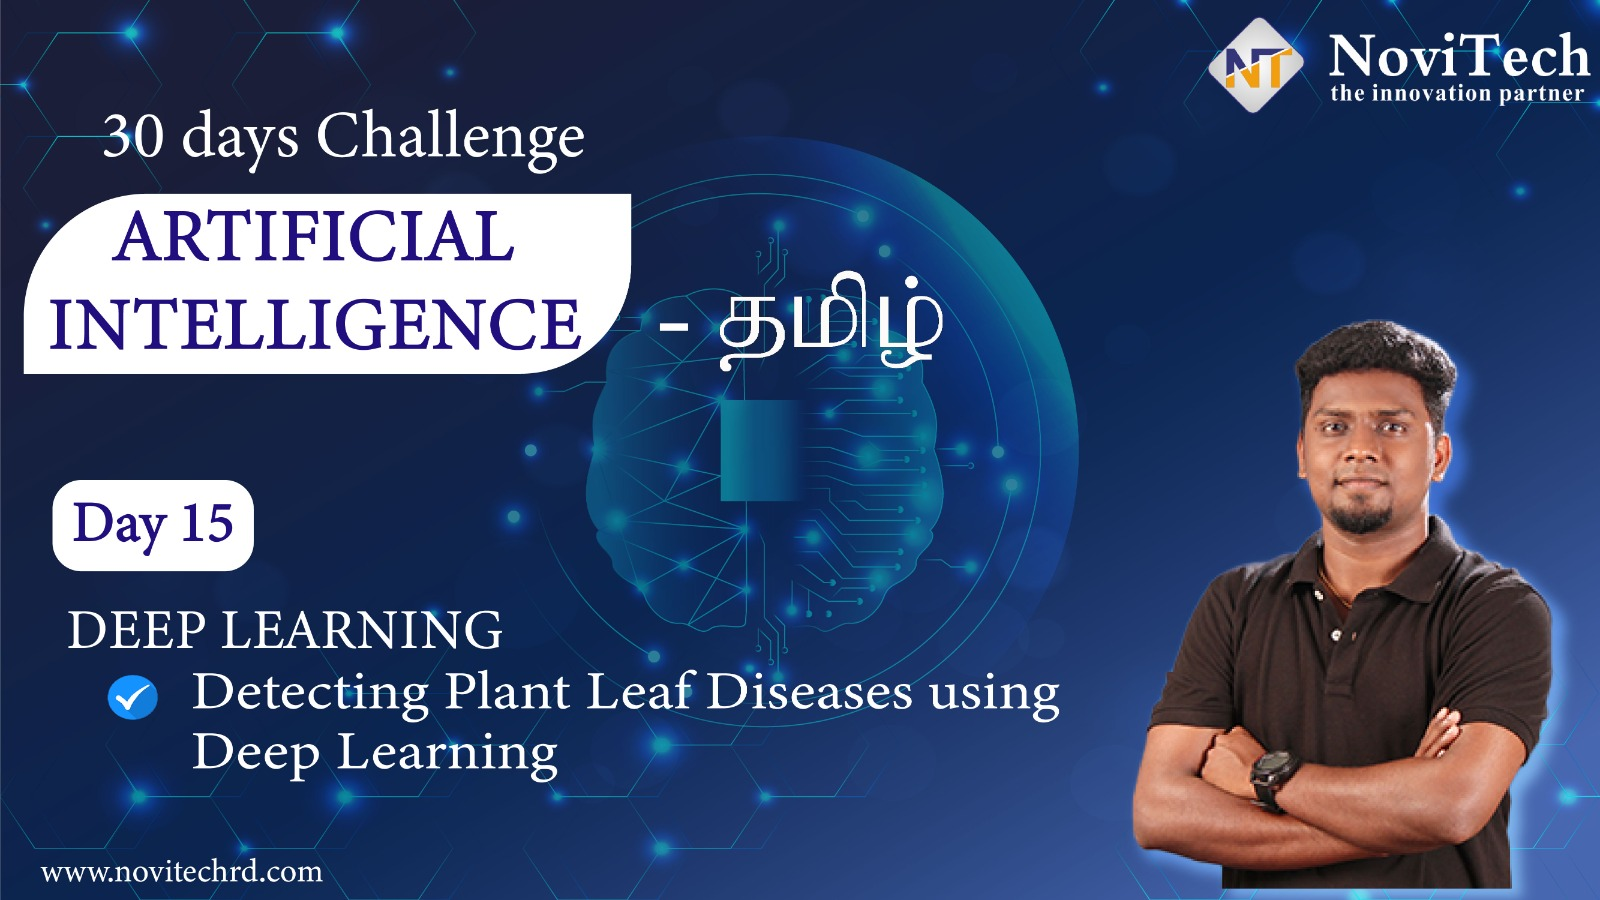 NT NoviTech
the innovation partner
30 days Challenge
ARTIFICIAL
INTELLIGENCE - தமிழ்
Day 15
DEEP LEARNING
Detecting Plant Leaf Diseases using
Deep Learning
www.novitechrd.com